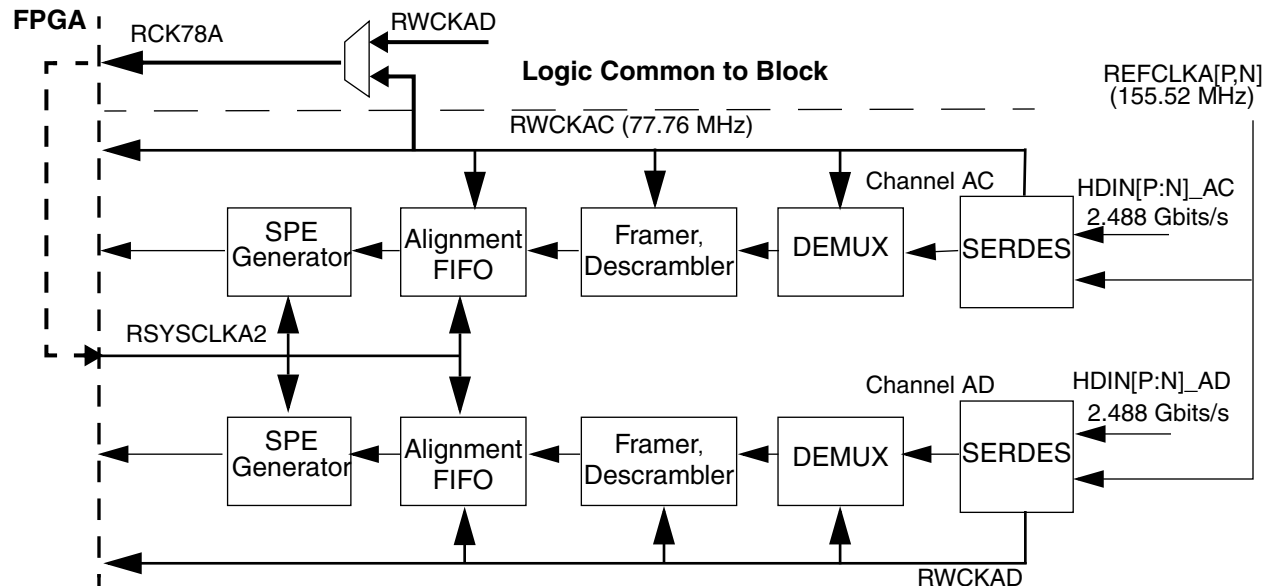 FPGA
RCK78A
RWCKAD
Logic Common to Block
REFCLKA[P,N]
(155.52 MHz)
RWCKAC (77.76 MHz)
Channel AC
HDIN[P:N]_AC
2.488 Gbits/s
SPE
Generator
Alignment
FIFO
Framer,
Descrambler
DEMUX
SERDES
RSYSCLKA2
Channel AD
HDIN[P:N]_AD
2.488 Gbits/s
SPE
Generator
Alignment
FIFO
Framer,
Descrambler
DEMUX
SERDES
RWCKAD